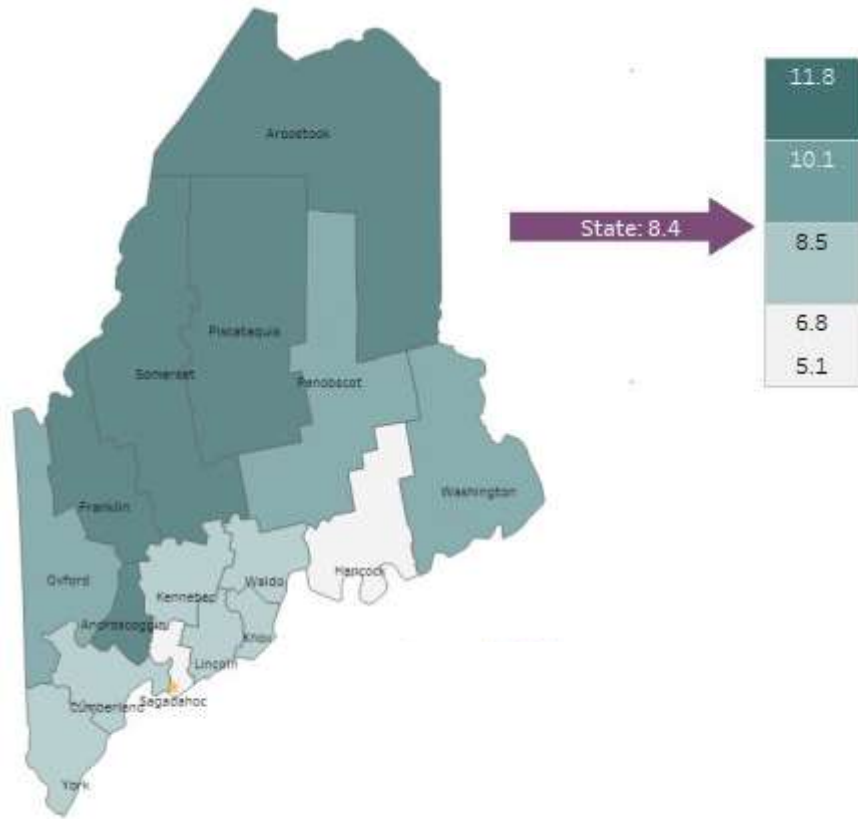 Aroostook
11.8
10.1
State: 8.4
8.5
6.8
5.1
Piscataquis
Somerset
Penobscot
Washington
Franklin
Hancock
Oxford
Waldo
Kennebec
Androscoggin
Knox
Lincoln
Sagadahoc
Cumberland
York